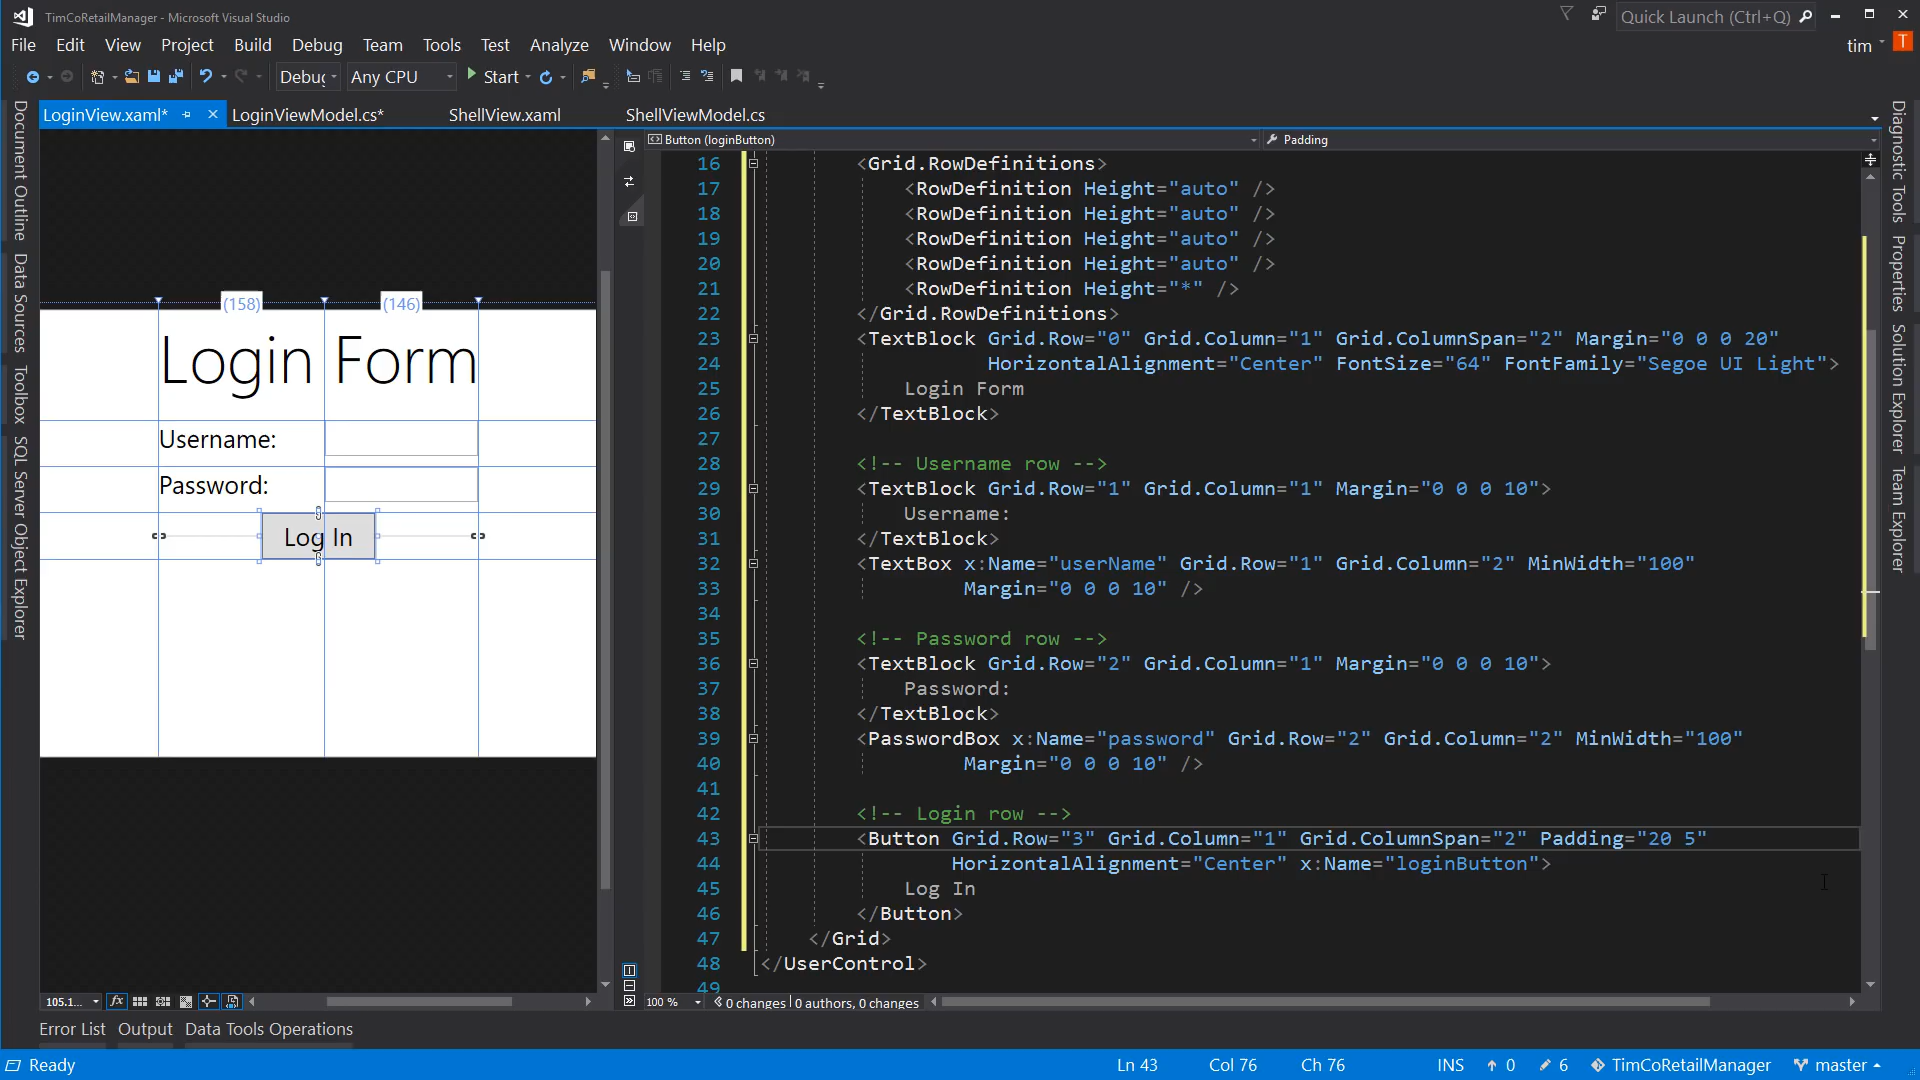 TimCoRetailManager - Microsoft Visual Studio
Quick Launch (Ctrl+Q)
File Edit View Project Build Debug Team Tools Test Analyze Window Help
tim T
Debug Any CPU Start
LoginView.xaml* LoginViewModel.cs* ShellView.xaml ShellViewModel.cs
Button (loginButton) Padding
Document Outline
Data Sources
Toolbox
SQL Server Object Explorer
(158) (146)
Login Form
Username:
Password:
Log In
16 <Grid.RowDefinitions>
17 <RowDefinition Height="auto" />
18 <RowDefinition Height="auto" />
19 <RowDefinition Height="auto" />
20 <RowDefinition Height="auto" />
21 <RowDefinition Height="*" />
22 </Grid.RowDefinitions>
23 <TextBlock Grid.Row="0" Grid.Column="1" Grid.ColumnSpan="2" Margin="0 0 0 20"
24 HorizontalAlignment="Center" FontSize="64" FontFamily="Segoe UI Light">
25 Login Form
26 </TextBlock>
27
28 <!-- Username row -->
29 <TextBlock Grid.Row="1" Grid.Column="1" Margin="0 0 0 10">
30 Username:
31 </TextBlock>
32 <TextBox x:Name="userName" Grid.Row="1" Grid.Column="2" MinWidth="100"
33 Margin="0 0 0 10" />
34
35 <!-- Password row -->
36 <TextBlock Grid.Row="2" Grid.Column="1" Margin="0 0 0 10">
37 Password:
38 </TextBlock>
39 <PasswordBox x:Name="password" Grid.Row="2" Grid.Column="2" MinWidth="100"
40 Margin="0 0 0 10" />
41
42 <!-- Login row -->
43 <Button Grid.Row="3" Grid.Column="1" Grid.ColumnSpan="2" Padding="20 5"
44 HorizontalAlignment="Center" x:Name="loginButton">
45 Log In
46 </Button>
47 </Grid>
48 </UserControl>
49
Diagnostic Tools
Properties
Solution Explorer
Team Explorer
105.1... fx
100 % 0 changes | 0 authors, 0 changes
Error List Output Data Tools Operations
Ready Ln 43 Col 76 Ch 76 INS 0 6 TimCoRetailManager master